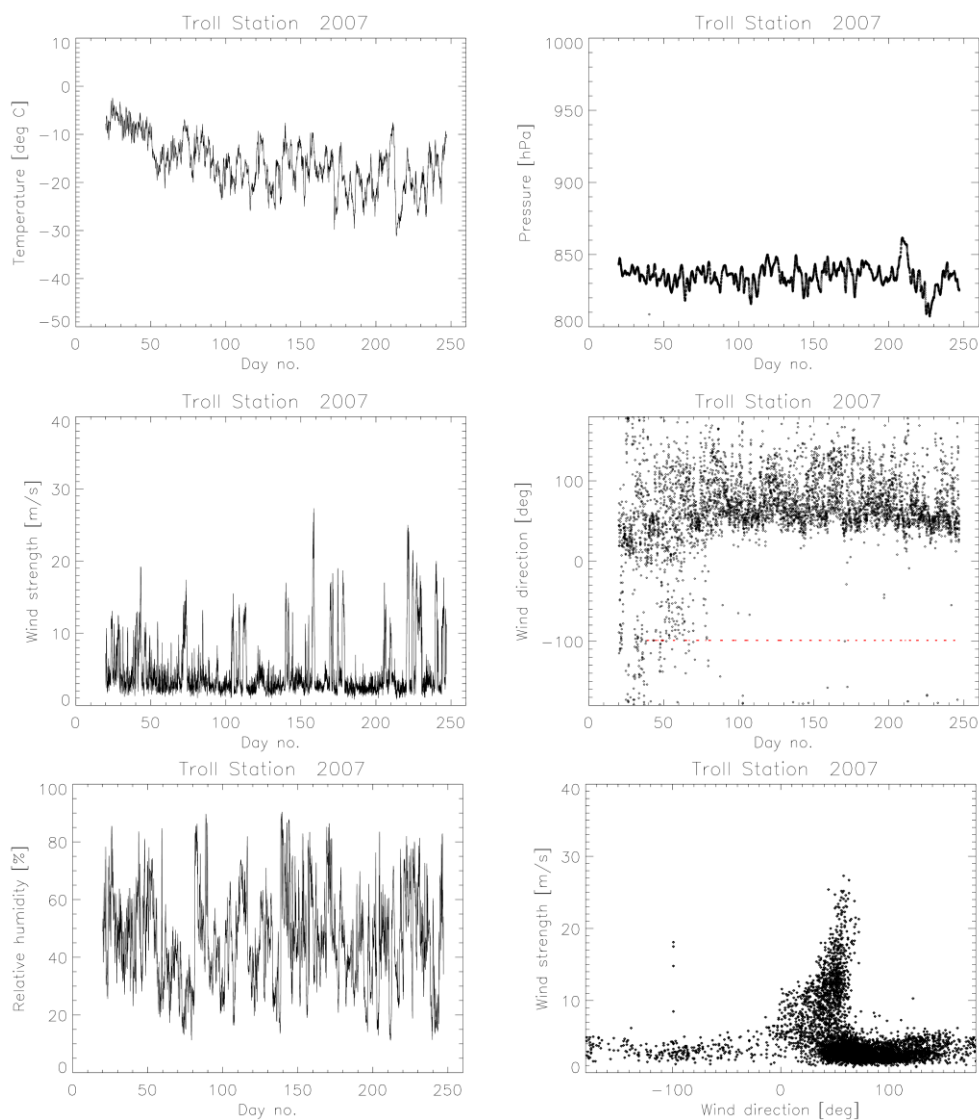 Troll Station 2007
Temperature [deg C]
10
0
-10
-20
-30
-40
-50
0 50 100 150 200 250
Day no.
Troll Station 2007
Pressure [hPa]
1000
950
900
850
800
0 50 100 150 200 250
Day no.
Troll Station 2007
Wind strength [m/s]
40
30
20
10
0
0 50 100 150 200 250
Day no.
Troll Station 2007
Wind direction [deg]
100
0
-100
0 50 100 150 200 250
Day no.
Troll Station 2007
Relative humidity [%]
100
80
60
40
20
0
0 50 100 150 200 250
Day no.
Troll Station 2007
Wind strength [m/s]
40
30
20
10
0
-100 0 100
Wind direction [deg]